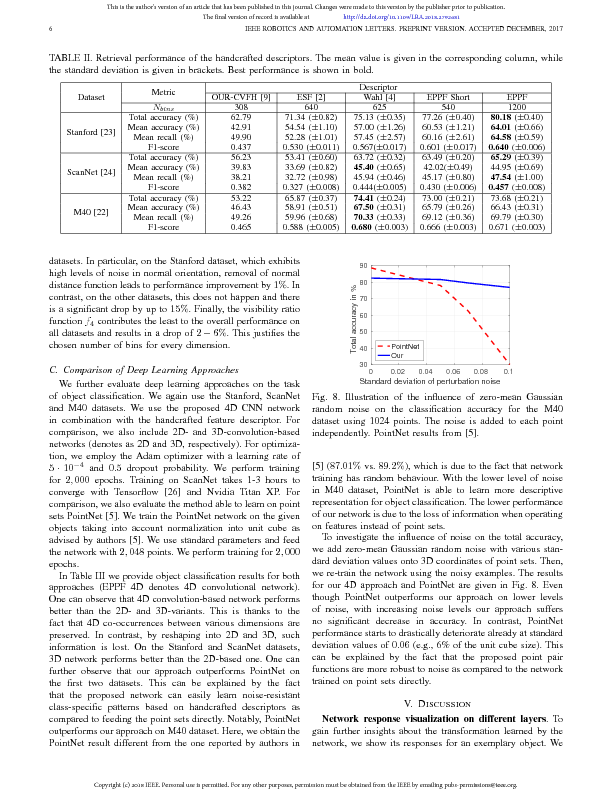 This is the author's version of an article that has been published in this journal. Changes were made to this version by the publisher prior to publication.
The final version of record is available at http://dx.doi.org/10.1109/LRA.2018.2792681
6 IEEE ROBOTICS AND AUTOMATION LETTERS. PREPRINT VERSION. ACCEPTED DECEMBER, 2017
TABLE II. Retrieval performance of the handcrafted descriptors. The mean value is given in the corresponding column, while
the standard deviation is given in brackets. Best performance is shown in bold.
Dataset Metric Descriptor
OUR-CVFH [9] ESF [2] Wahl [4] EPPF Short EPPF
N_bins 308 640 625 540 1200
Stanford [23] Total accuracy (%) 62.79 71.34 (±0.82) 75.13 (±0.35) 77.26 (±0.40) 80.18 (±0.40)
Mean accuracy (%) 42.91 54.54 (±1.10) 57.00 (±1.26) 60.53 (±1.21) 64.01 (±0.66)
Mean recall (%) 49.90 52.28 (±1.01) 57.45 (±1.28) 60.16 (±2.61) 64.58 (±0.59)
F1-score 0.437 0.530 (±0.011) 0.567(±0.017) 0.601 (±0.017) 0.640 (±0.006)
ScanNet [24] Total accuracy (%) 56.23 53.41 (±0.60) 63.72 (±0.32) 63.49 (±0.20) 65.29 (±0.39)
Mean accuracy (%) 39.83 33.69 (±0.82) 45.40 (±0.65) 42.02(±0.49) 44.95 (±0.69)
Mean recall (%) 38.21 32.72 (±0.98) 45.94 (±0.46) 45.17 (±0.80) 47.54 (±1.00)
F1-score 0.382 0.327 (±0.008) 0.444(±0.005) 0.430 (±0.006) 0.457 (±0.008)
M40 [22] Total accuracy (%) 53.22 65.87 (±0.37) 74.41 (±0.24) 73.00 (±0.21) 73.68 (±0.21)
Mean accuracy (%) 46.43 58.91 (±0.51) 67.50 (±0.31) 65.79 (±0.26) 66.43 (±0.31)
Mean recall (%) 49.26 59.96 (±0.68) 70.33 (±0.33) 69.12 (±0.36) 69.79 (±0.30)
F1-score 0.465 0.588 (±0.005) 0.680 (±0.003) 0.666 (±0.003) 0.671 (±0.003)
datasets. In particular, on the Stanford dataset, which exhibits
high levels of noise in normal orientation, removal of normal
distance function leads to performance improvement by 1%. In
contrast, on the other datasets, this does not happen and there
is a significant drop by up to 15%. Finally, the visibility ratio
function f4 contributes the least to the overall performance on
all datasets and results in a drop of 2 − 6%. This justifies the
chosen number of bins for every dimension.
C. Comparison of Deep Learning Approaches
We further evaluate deep learning approaches on the task
of object classification. We again use the Stanford, ScanNet
and M40 datasets. We use the proposed 4D CNN network
in combination with the handcrafted feature descriptor. For
comparison, we also include 2D- and 3D-convolution-based
networks (denotes as 2D and 3D, respectively). For optimiza-
tion, we employ the Adam optimizer with a learning rate of
5 · 10⁻⁴ and 0.5 dropout probability. We perform training
for 2,000 epochs. Training on ScanNet takes 1-3 hours to
converge with Tensorflow [26] and Nvidia Titan XP. For
comparison, we also evaluate the method able to learn on point
sets PointNet [5]. We train the PointNet network on the given
objects taking into account normalization into unit cube as
advised by authors [5]. We use standard parameters and feed
the network with 2,048 points. We perform training for 2,000
epochs.
In Table III we provide object classification results for both
approaches (EPPF 4D denotes 4D convolutional network).
One can observe that 4D convolution-based network performs
better than the 2D- and 3D-variants. This is thanks to the
fact that 4D co-occurrences between various dimensions are
preserved. In contrast, by reshaping into 2D and 3D, such
information is lost. On the Stanford and ScanNet datasets,
3D network performs better than the 2D-based one. One can
further observe that our approach outperforms PointNet on
the first two datasets. This can be explained by the fact
that the proposed network can easily learn noise-resistant
class-specific patterns based on handcrafted descriptors as
compared to feeding the point sets directly. Notably, PointNet
outperforms our approach on M40 dataset. Here, we obtain the
PointNet result different from the one reported by authors in
90
80
70
60
50
40
30
Total accuracy in %
PointNet
Our
0 0.02 0.04 0.06 0.08 0.1
Standard deviation of perturbation noise
Fig. 8. Illustration of the influence of zero-mean Gaussian
random noise on the classification accuracy for the M40
dataset using 1024 points. The noise is added to each point
independently. PointNet results from [5].
[5] (87.01% vs. 89.2%), which is due to the fact that network
training has random behaviour. With the lower level of noise
in M40 dataset, PointNet is able to learn more descriptive
representation for object classification. The lower performance
of our network is due to the loss of information when operating
on features instead of point sets.
To investigate the influence of noise on the total accuracy,
we add zero-mean Gaussian random noise with various stan-
dard deviation values onto 3D coordinates of point sets. Then,
we re-train the network using the noisy examples. The results
for our 4D approach and PointNet are given in Fig. 8. Even
though PointNet outperforms our approach on lower levels
of noise, with increasing noise levels our approach suffers
no significant decrease in accuracy. In contrast, PointNet
performance starts to drastically deteriorate already at standard
deviation values of 0.06 (e.g., 6% of the unit cube size). This
can be explained by the fact that the proposed point pair
functions are more robust to noise as compared to the network
trained on point sets directly.
V. DISCUSSION
Network response visualization on different layers. To
gain further insights about the transformation learned by the
network, we show its responses for an exemplary object. We
Copyright (c) 2018 IEEE. Personal use is permitted. For any other purposes, permission must be obtained from the IEEE by emailing pubs-permissions@ieee.org.